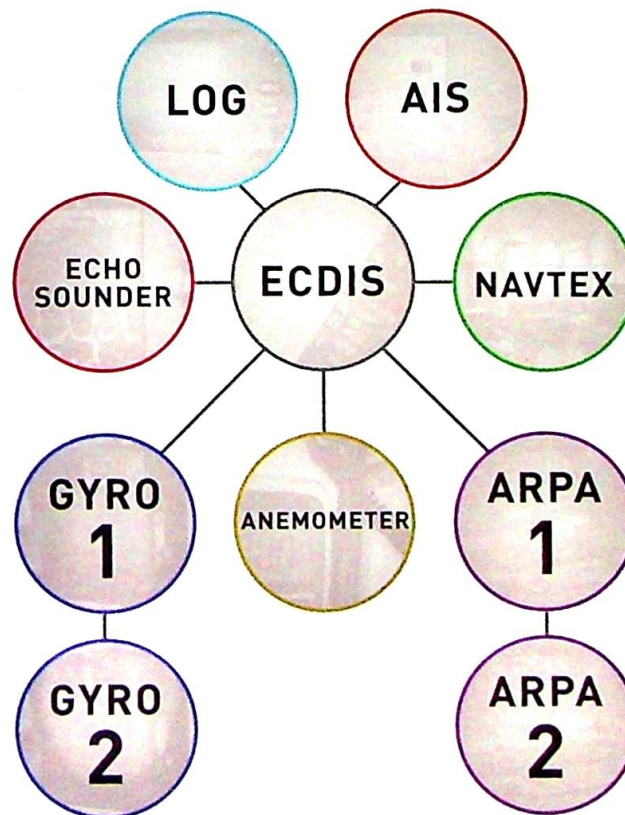 LOG
AIS
ECHO
SOUNDER
ECDIS
NAVTEX
GYRO
1
ANEMOMETER
ARPA
1
GYRO
2
ARPA
2